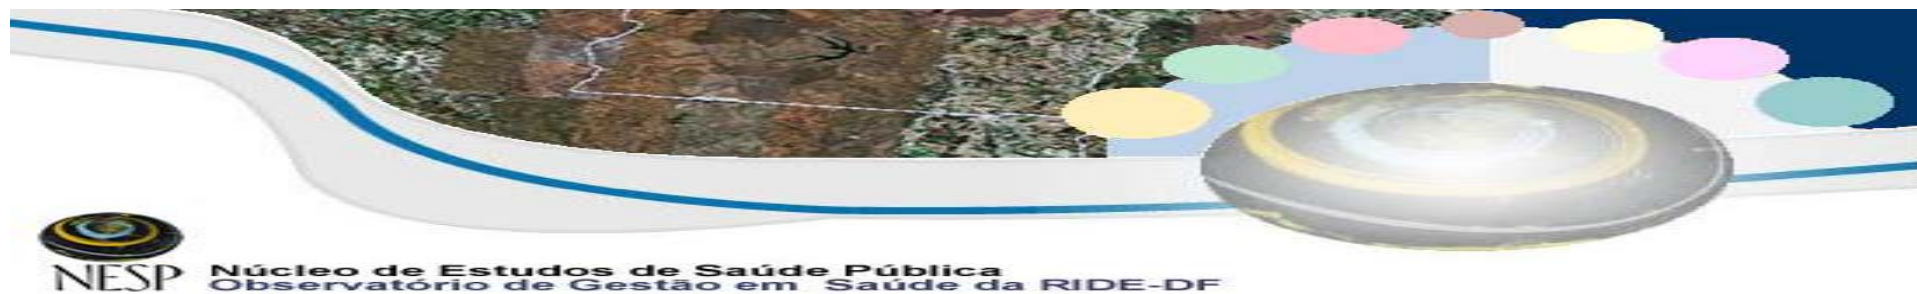 NESP
Núcleo de Estudos de Saúde Pública
Observatório de Gestão em Saúde da RIDE-DF